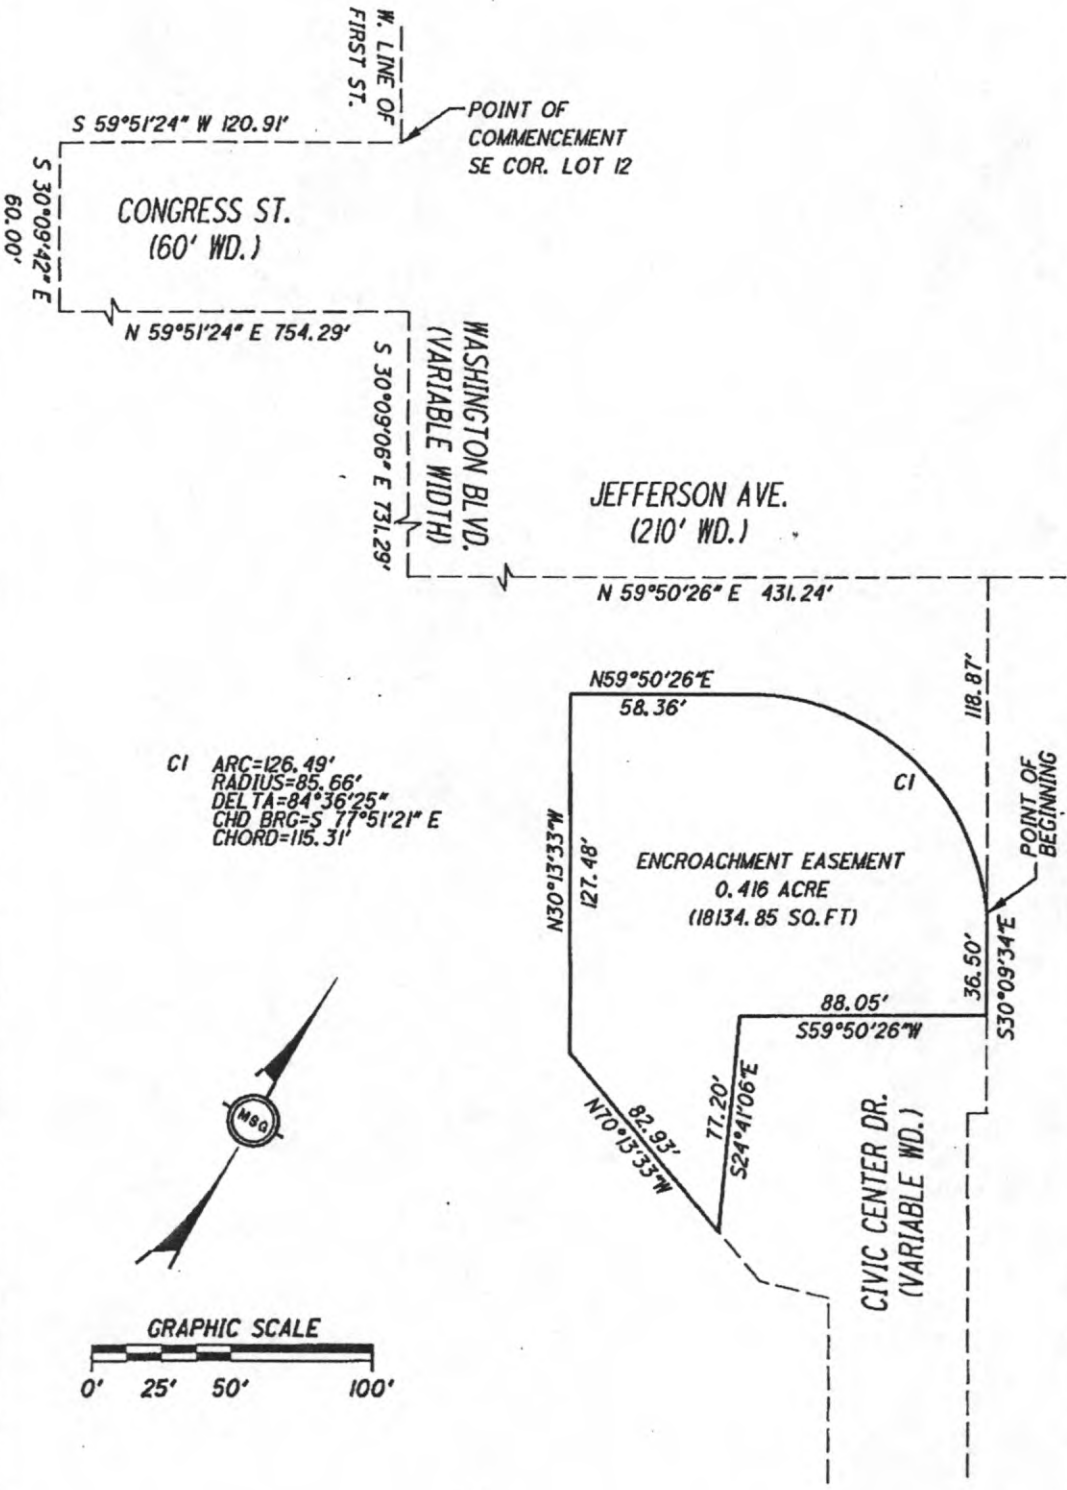 W. LINE OF
FIRST ST.
POINT OF
COMMENCEMENT
SE COR. LOT 12
S 59°51'24" W 120.91'
S 30°09'42" E
60.00'
CONGRESS ST.
(60' WD.)
N 59°51'24" E 754.29'
WASHINGTON BLVD.
(VARIABLE WIDTH)
S 30°09'06" E 731.29'
JEFFERSON AVE.
(210' WD.)
N 59°50'26" E 431.24'
118.87'
N59°50'26"E
58.36'
C1
POINT OF
BEGINNING
C1 ARC=126.49'
RADIUS=85.66'
DELTA=84°36'25"
CHD BRG=S 77°51'21" E
CHORD=115.31'
N30°13'33"W
127.48'
ENCROACHMENT EASEMENT
0.416 ACRE
(18134.85 SQ.FT)
36.50'
S30°09'34"E
88.05'
S59°50'26"W
77.20'
S24°41'06"E
82.93'
N70°13'33"W
CIVIC CENTER DR.
(VARIABLE WD.)
MSG
GRAPHIC SCALE
0' 25' 50' 100'